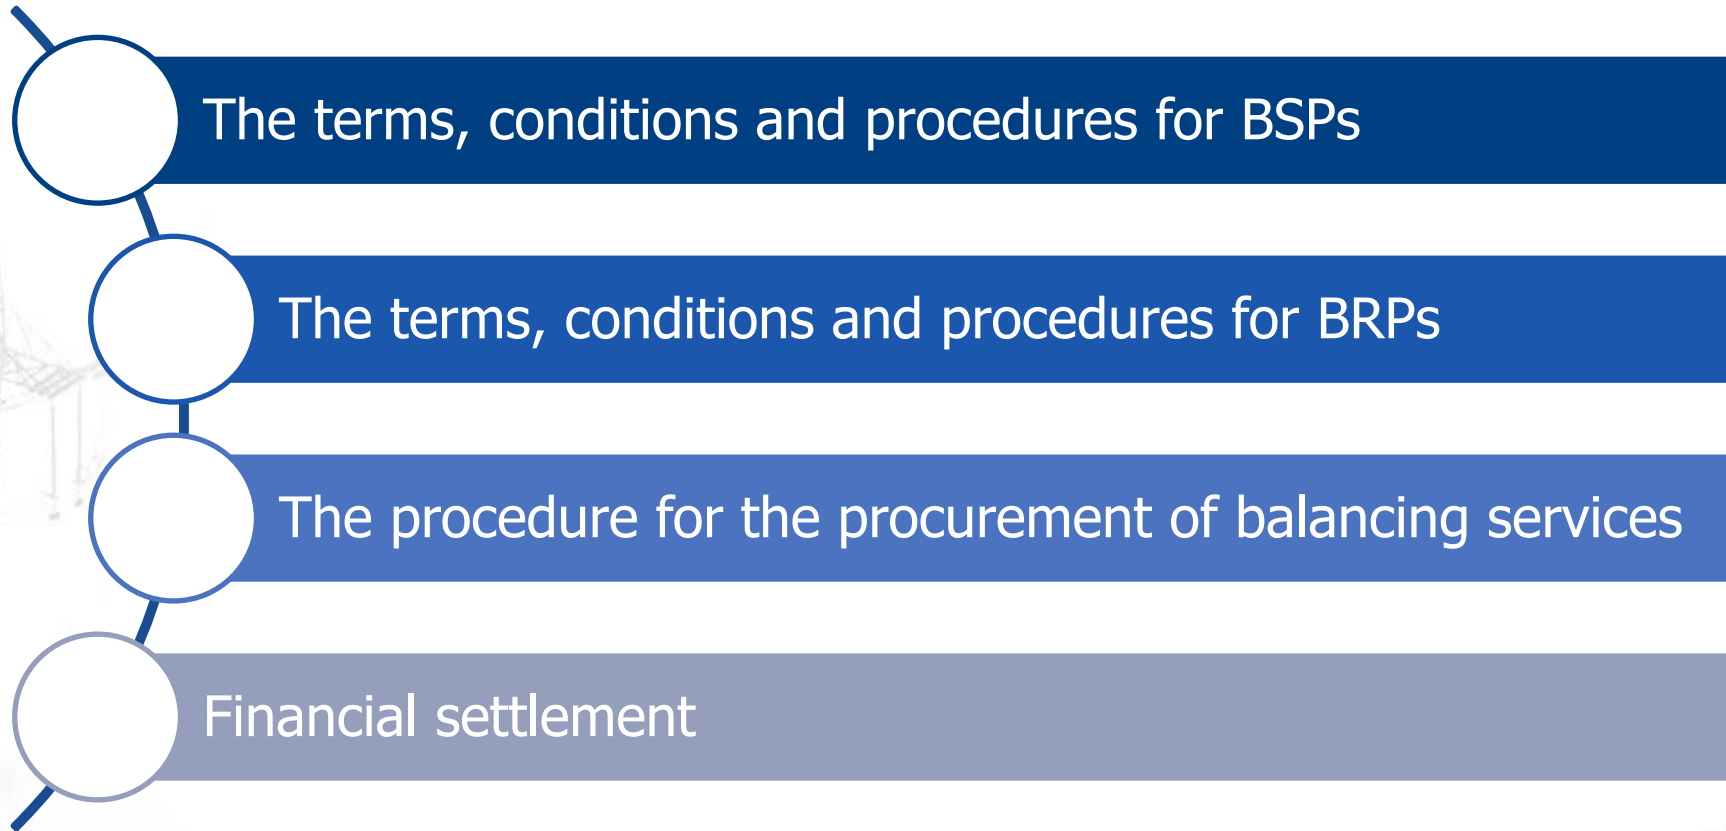 The terms, conditions and procedures for BSPs
The terms, conditions and procedures for BRPs
The procedure for the procurement of balancing services
Financial settlement